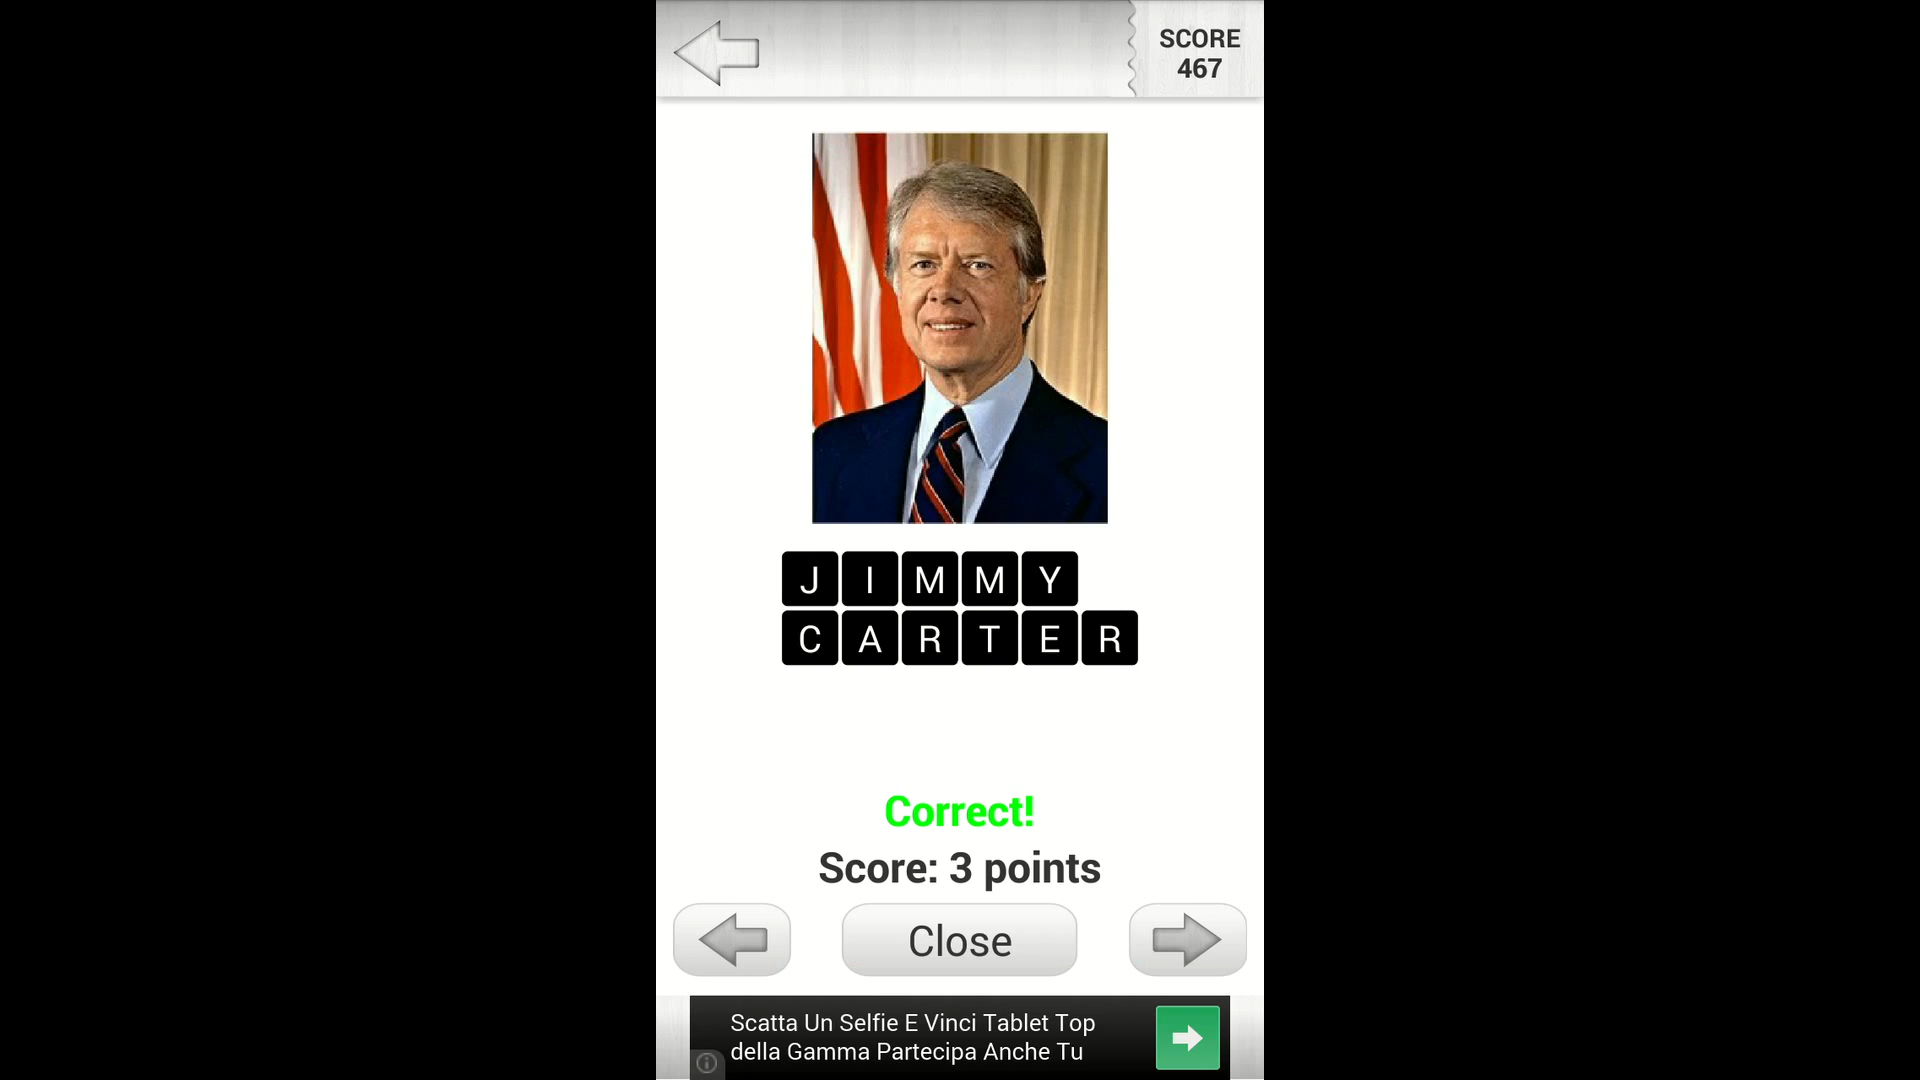 SCORE
467
JIMMY
CARTER
Correct!
Score: 3 points
Close
Scatta Un Selfie E Vinci Tablet Top
della Gamma Partecipa Anche Tu